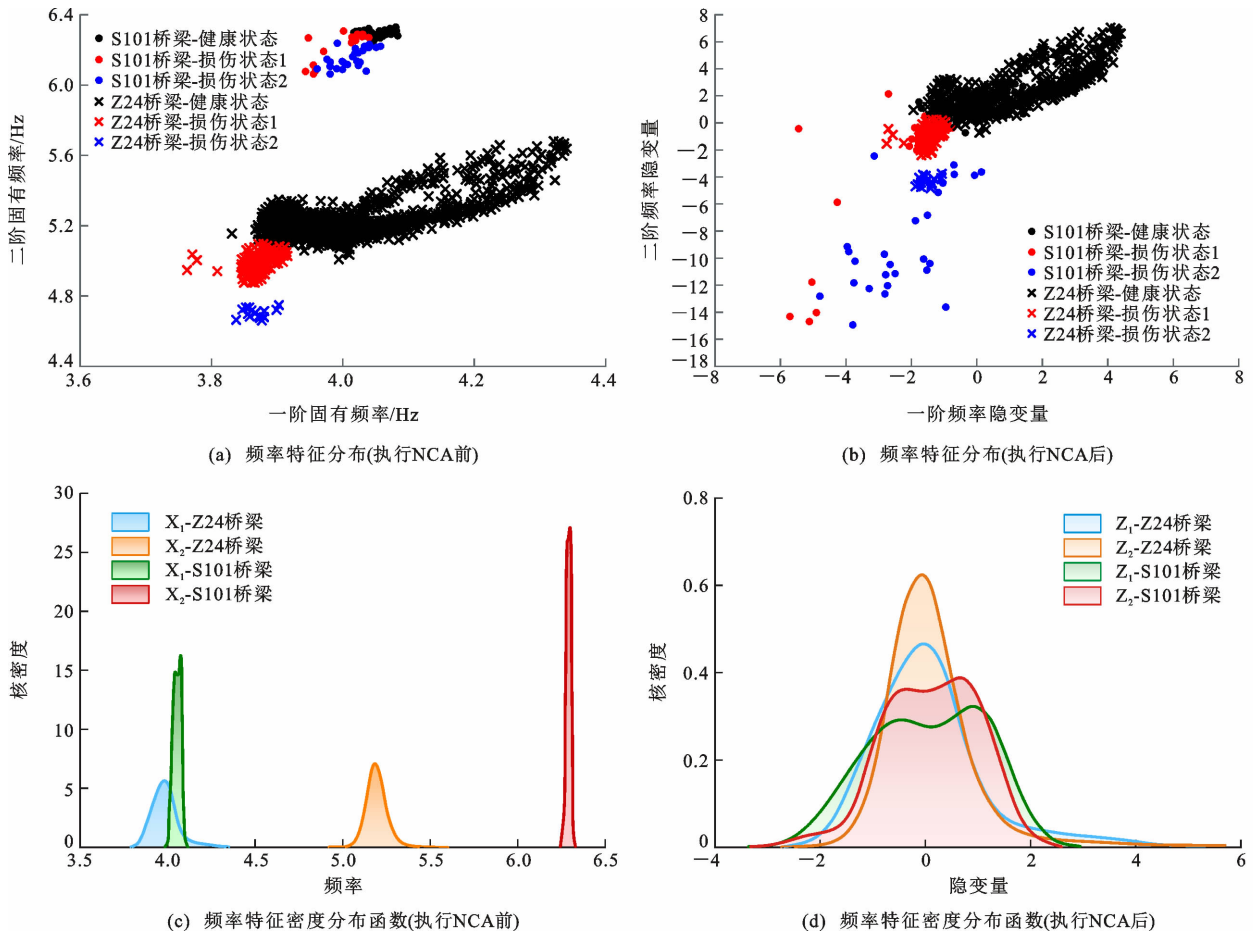 6.4
6.0
5.6
5.2
4.8
4.4
二阶固有频率/Hz
S101桥梁-健康状态
S101桥梁-损伤状态1
S101桥梁-损伤状态2
Z24桥梁-健康状态
Z24桥梁-损伤状态1
Z24桥梁-损伤状态2
3.6
3.8
4.0
4.2
4.4
一阶固有频率/Hz
(a) 频率特征分布(执行NCA前)
8
6
4
2
0
−2
−4
−6
−8
−10
−12
−14
−16
−18
二阶频率隐变量
S101桥梁-健康状态
S101桥梁-损伤状态1
S101桥梁-损伤状态2
Z24桥梁-健康状态
Z24桥梁-损伤状态1
Z24桥梁-损伤状态2
−8
−6
−4
−2
0
2
4
6
8
一阶频率隐变量
(b) 频率特征分布(执行NCA后)
30
25
20
15
10
5
0
核密度
X₁-Z24桥梁
X₂-Z24桥梁
X₁-S101桥梁
X₂-S101桥梁
3.5
4.0
4.5
5.0
5.5
6.0
6.5
频率
(c) 频率特征密度分布函数(执行NCA前)
0.8
0.6
0.4
0.2
0
核密度
Z₁-Z24桥梁
Z₂-Z24桥梁
Z₁-S101桥梁
Z₂-S101桥梁
−4
−2
0
2
4
6
隐变量
(d) 频率特征密度分布函数(执行NCA后)